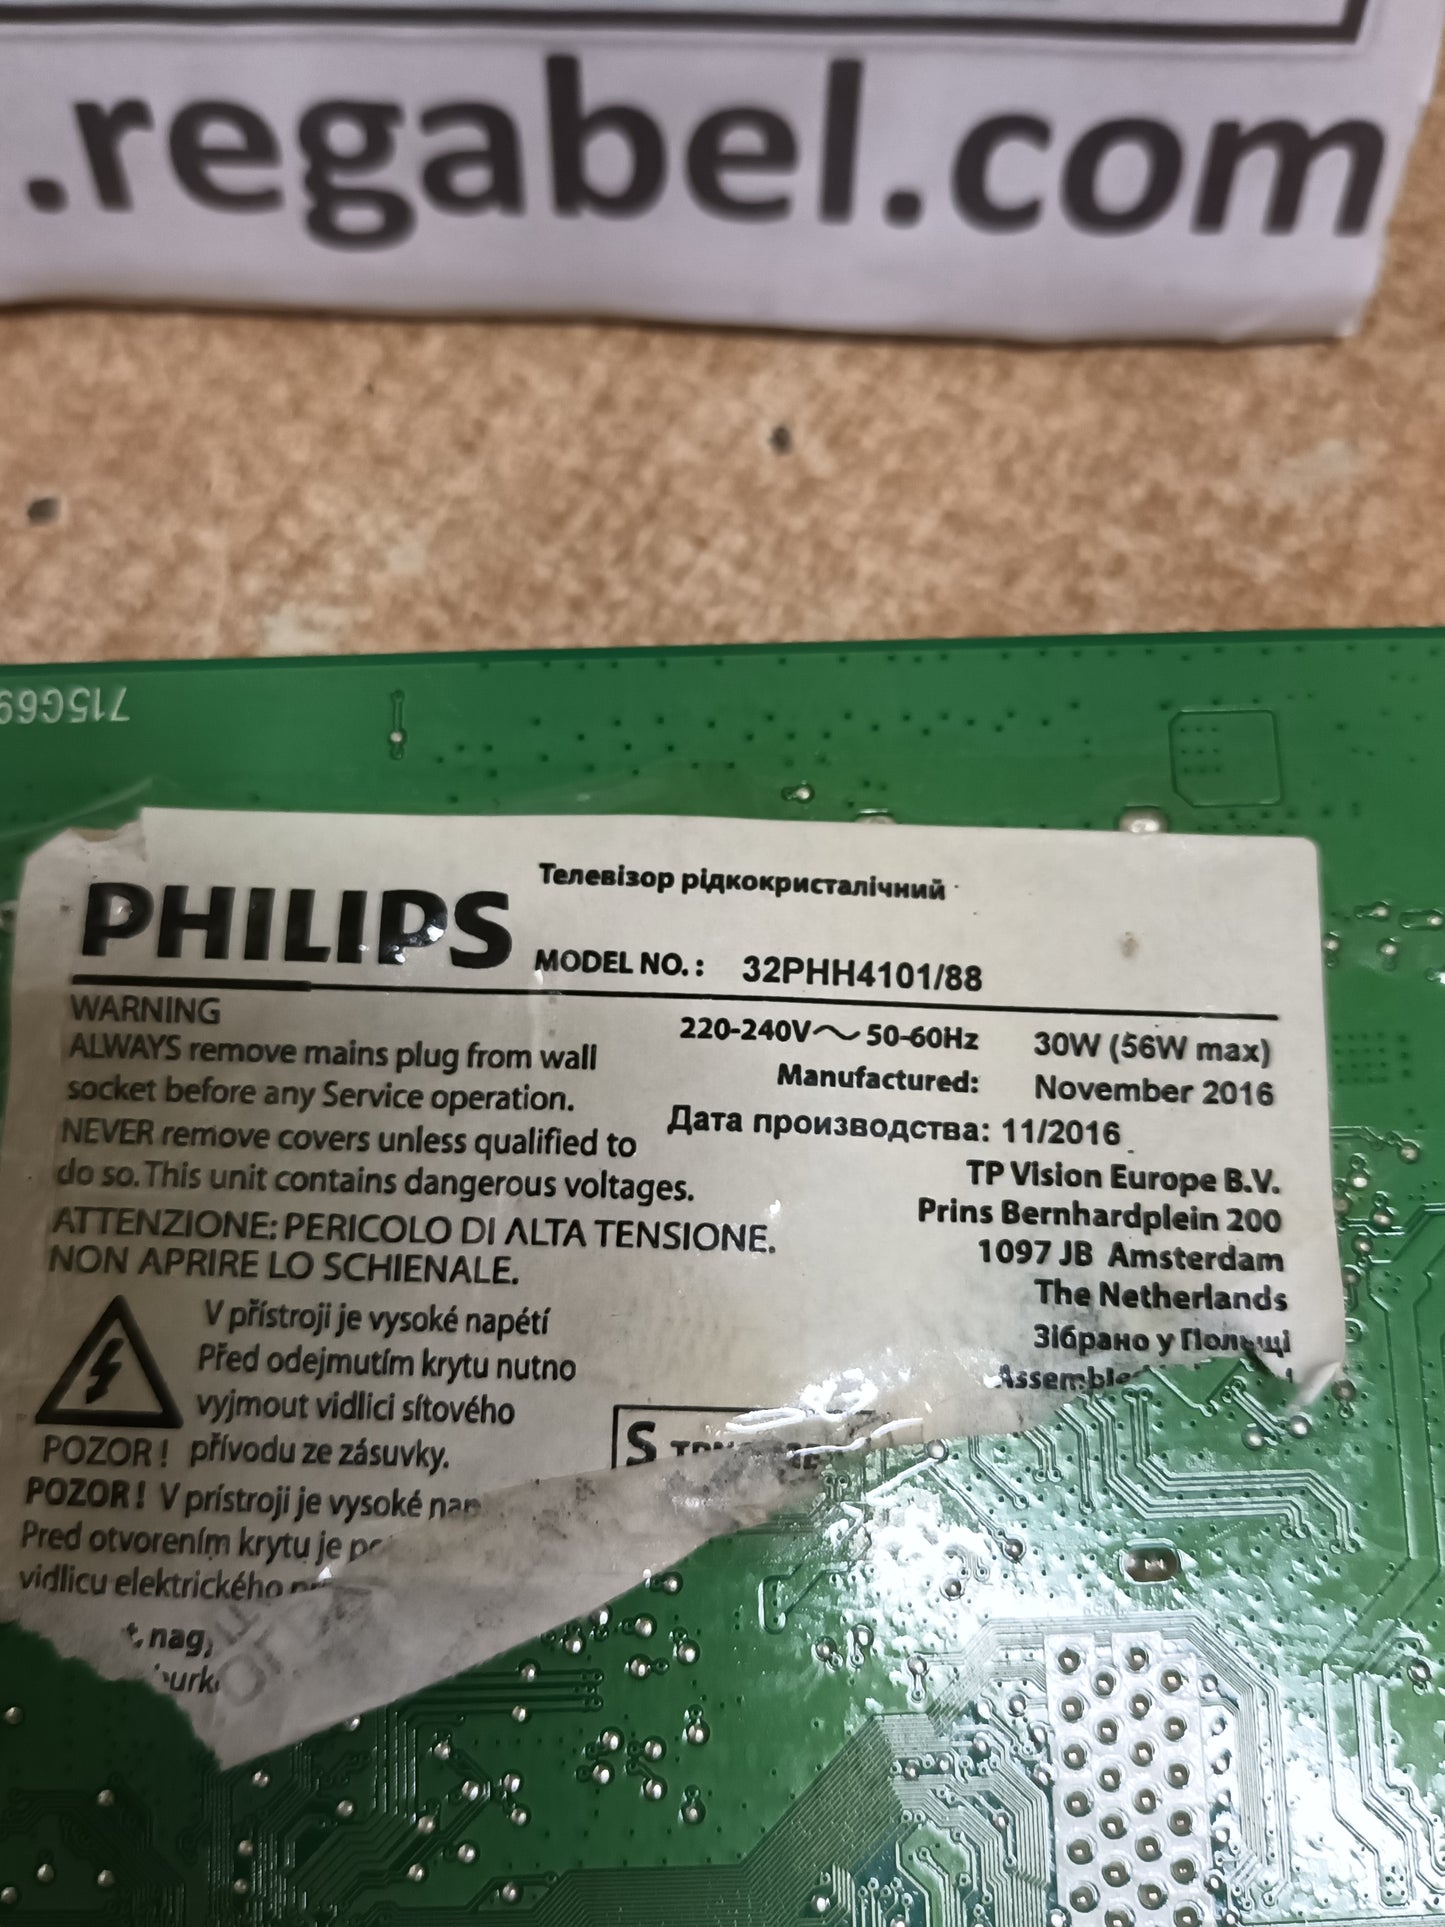 .regabel.com
715G69
Телевізор рідкокристалічний
PHILIPS
MODEL NO.: 32PHH4101/88
WARNING
ALWAYS remove mains plug from wall
socket before any Service operation.
NEVER remove covers unless qualified to
do so. This unit contains dangerous voltages.
ATTENZIONE: PERICOLO DI ALTA TENSIONE.
NON APRIRE LO SCHIENALE.
220-240V~ 50-60Hz 30W (56W max)
Manufactured: November 2016
Дата производства: 11/2016
TP Vision Europe B.V.
Prins Bernhardplein 200
1097 JB Amsterdam
The Netherlands
Зібрано у Польщі
V přístroji je vysoké napétí
Před odejmutím krytu nutno
vyjmout vidlici sítového
POZOR! přívodu ze zásuvky.
POZOR! V prístroji je vysoké nap
Pred otvorením krytu je
vidlicu elektrického
nag
S